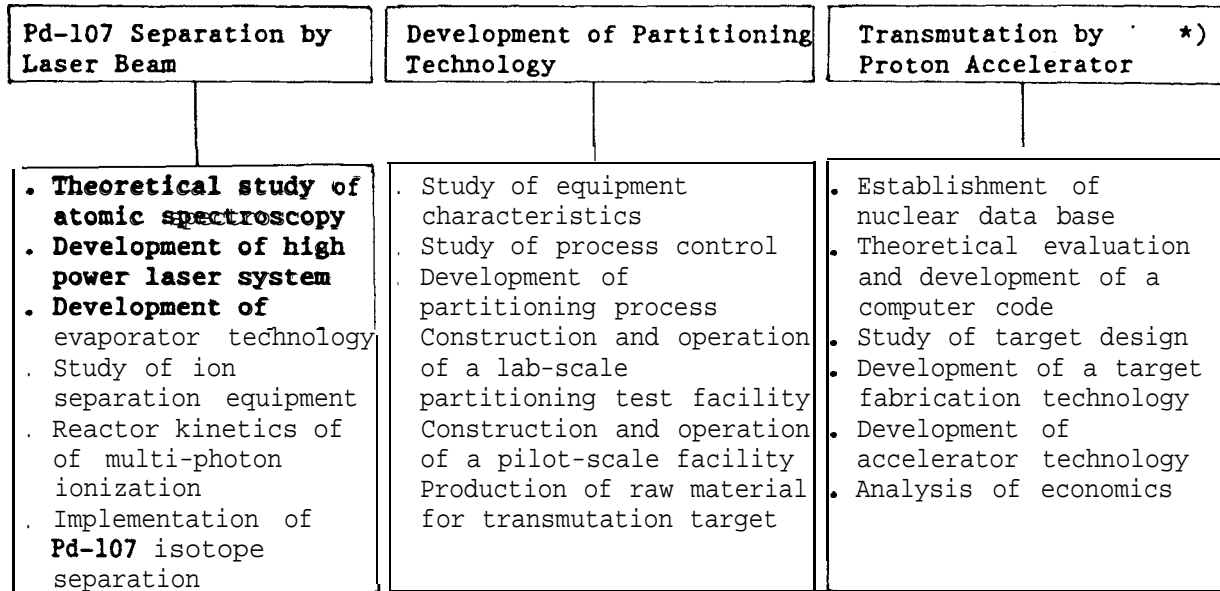 Pd-107 Separation by
Laser Beam
Development of Partitioning
Technology
Transmutation by *)
Proton Accelerator
. Theoretical study of
atomic spectroscopy
. Development of high
power laser system
. Development of
evaporator technology
. Study of ion
separation equipment
. Reactor kinetics of
of multi-photon
ionization
. Implementation of
Pd-107 isotope
separation
. Study of equipment
characteristics
. Study of process control
. Development of
partitioning process
Construction and operation
of a lab-scale
partitioning test facility
Construction and operation
of a pilot-scale facility
Production of raw material
for transmutation target
. Establishment of
nuclear data base
. Theoretical evaluation
and development of a
computer code
. Study of target design
. Development of a target
fabrication technology
. Development of
accelerator technology
. Analysis of economics